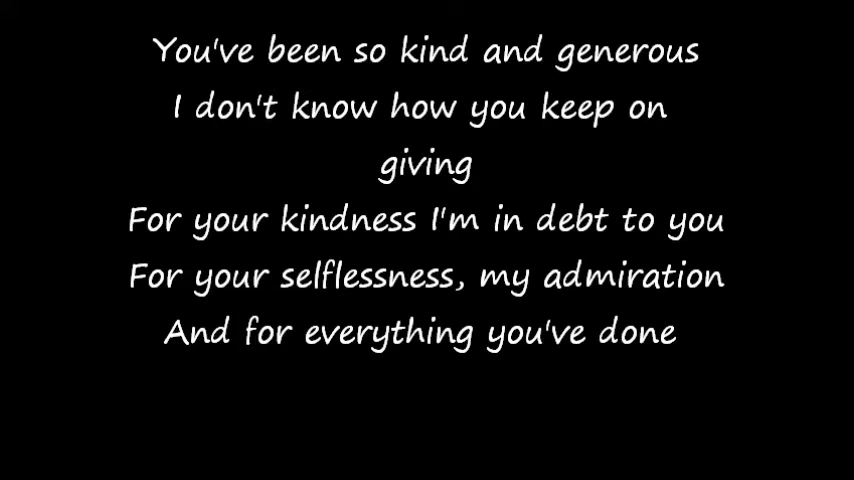 You've been so kind and generous
I don't know how you keep on
giving
For your kindness I'm in debt to you
For your selflessness, my admiration
And for everything you've done